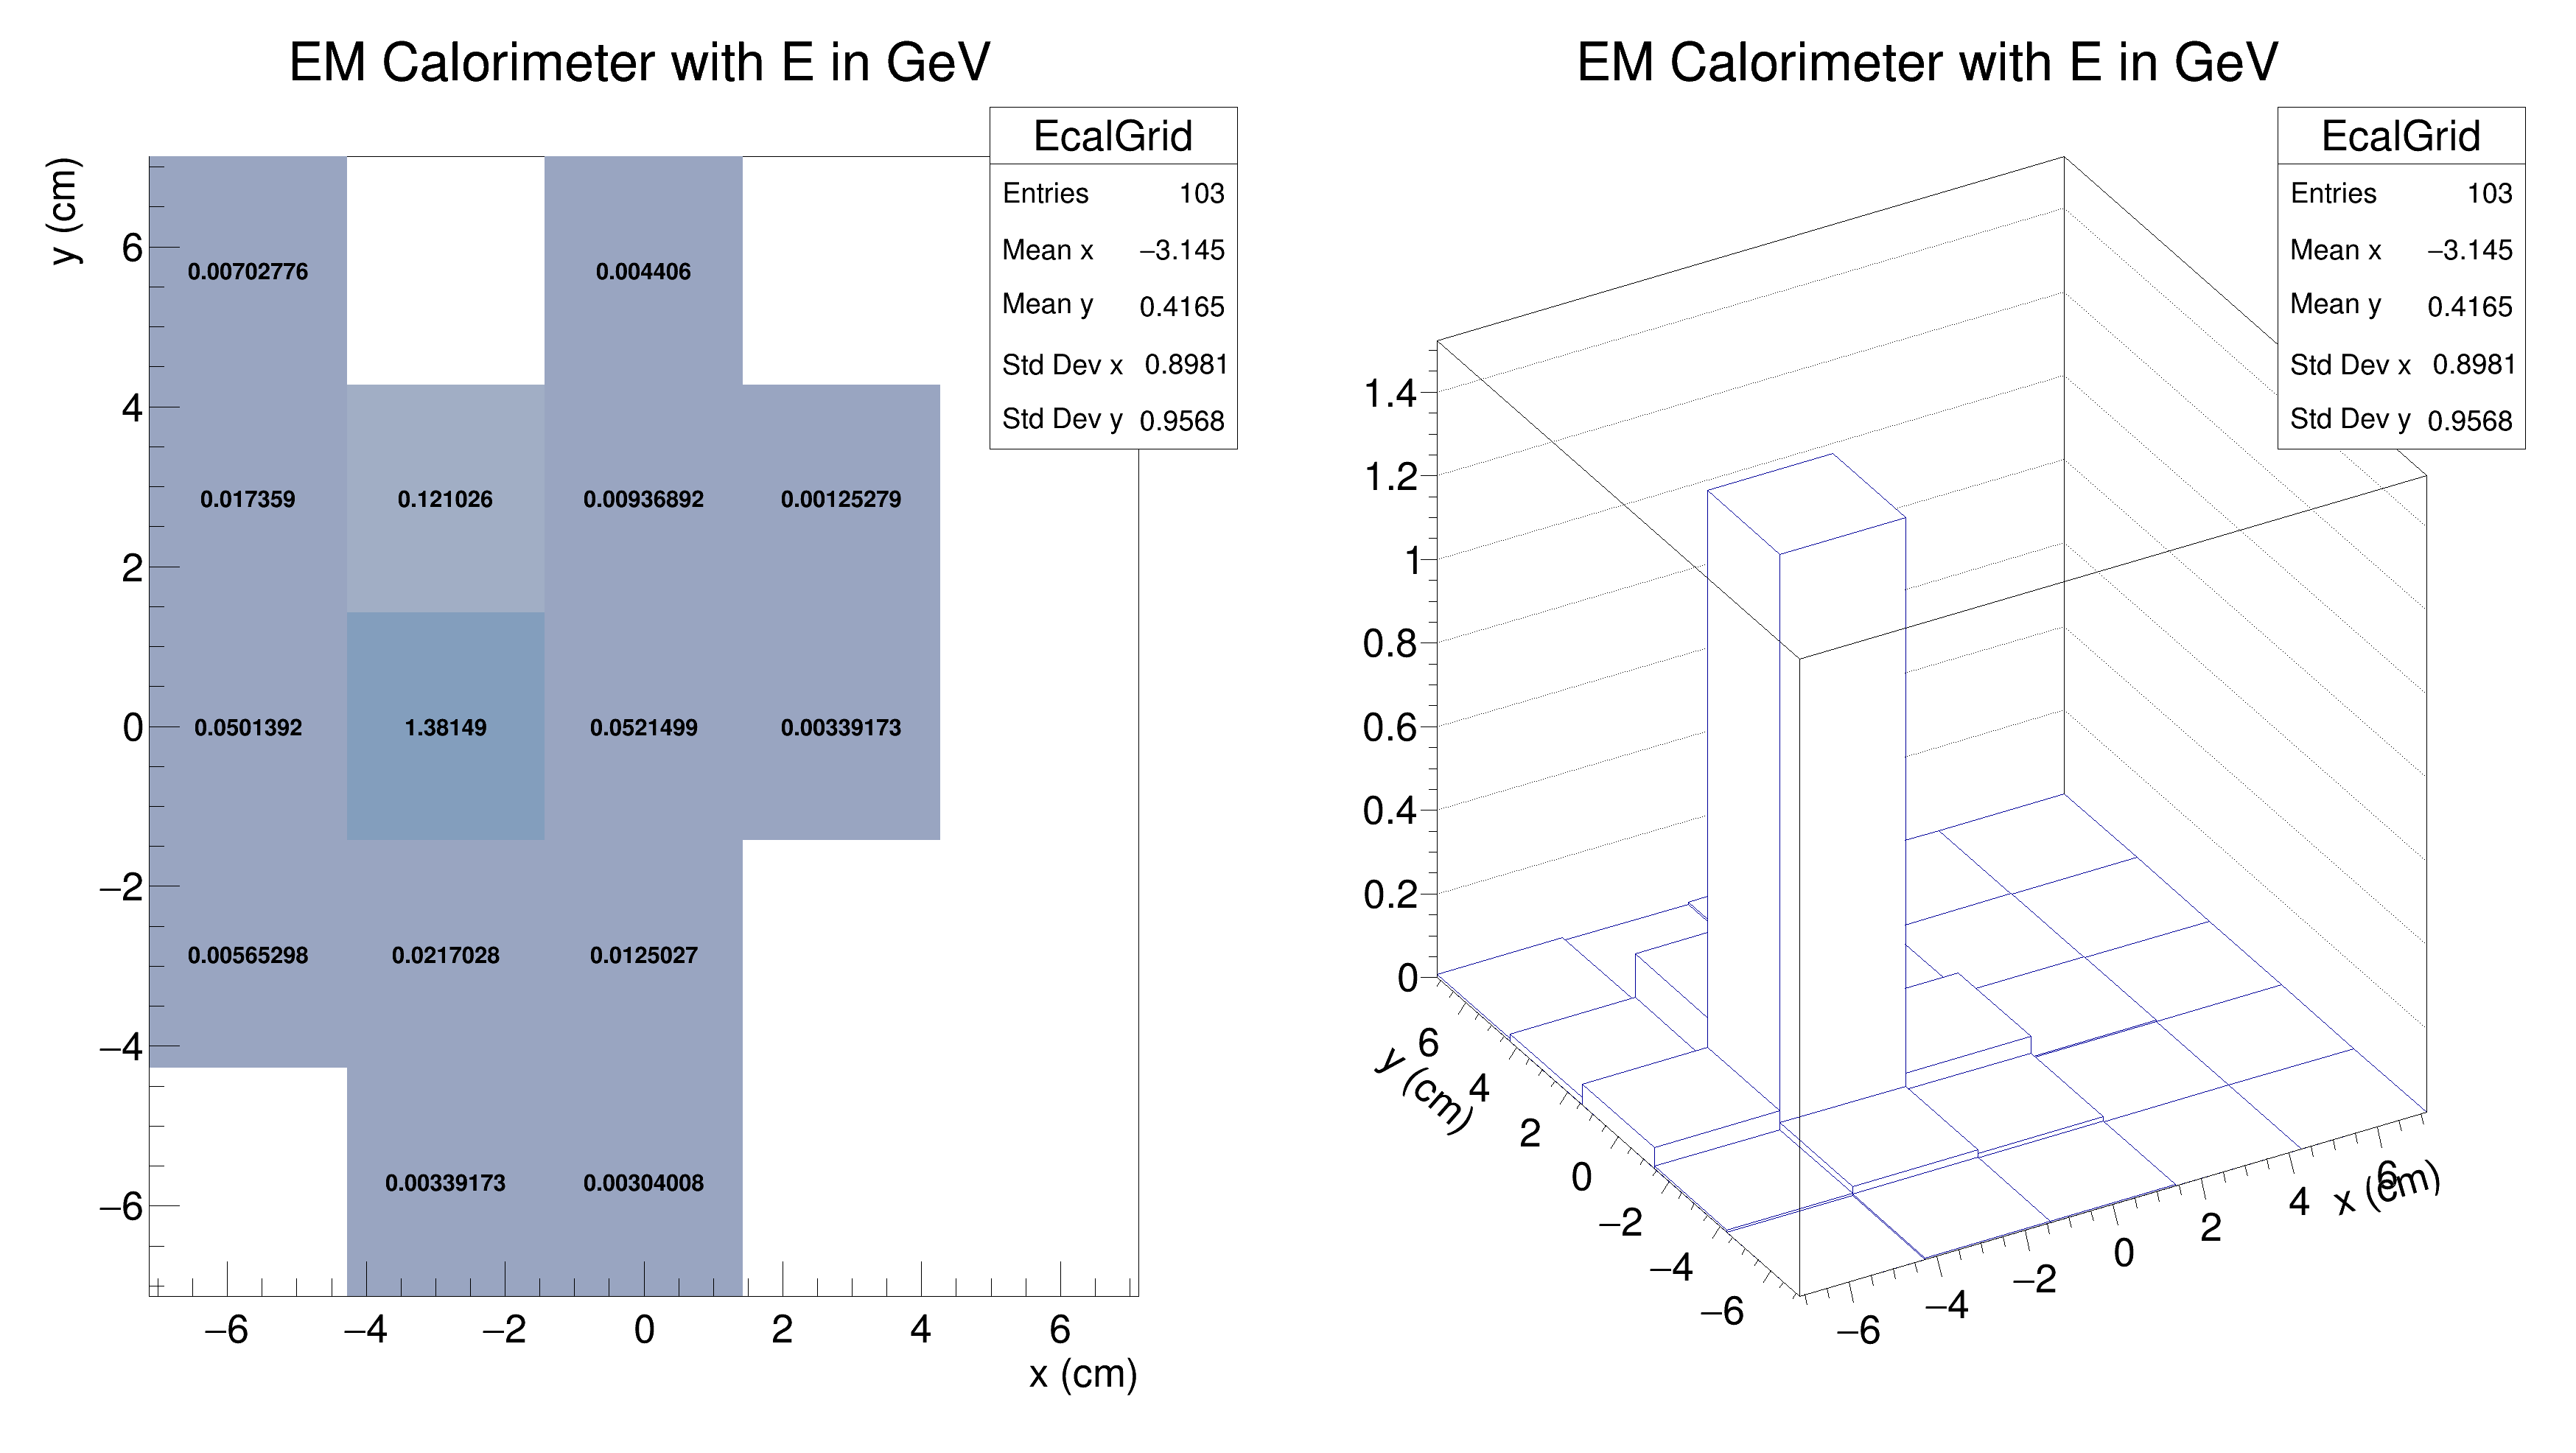 EM Calorimeter with E in GeV
EcalGrid
Entries 103
Mean x −3.145
Mean y 0.4165
Std Dev x 0.8981
Std Dev y 0.9568
y (cm)
6
4
2
0
−2
−4
−6
0.00702776 0.004406
0.017359 0.121026 0.00936892 0.00125279
0.0501392 1.38149 0.0521499 0.00339173
0.00565298 0.0217028 0.0125027
0.00339173 0.00304008
−6 −4 −2 0 2 4 6
x (cm)
EM Calorimeter with E in GeV
EcalGrid
Entries 103
Mean x −3.145
Mean y 0.4165
Std Dev x 0.8981
Std Dev y 0.9568
1.4
1.2
1
0.8
0.6
0.4
0.2
0
y (cm)
6
4
2
0
−2
−4
−6
−6 −4 −2 0 2 4 6
x (cm)